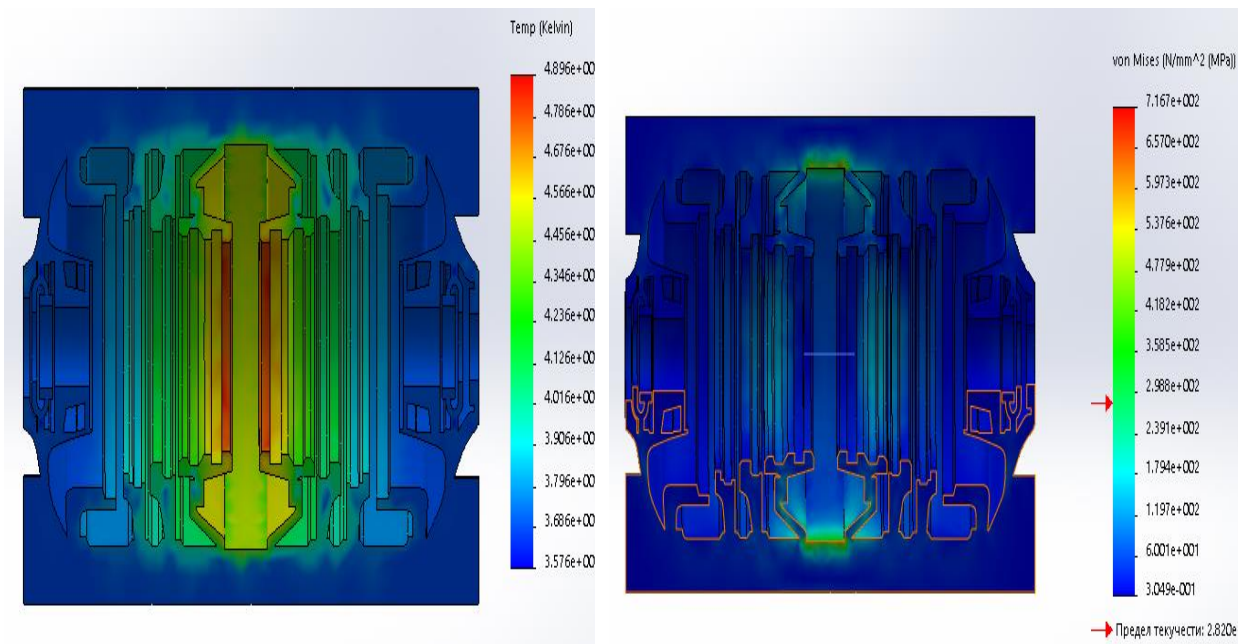 Temp (Kelvin)
4.896e+00
4.786e+00
4.676e+00
4.566e+00
4.456e+00
4.346e+00
4.236e+00
4.126e+00
4.016e+00
3.906e+00
3.796e+00
3.686e+00
3.576e+00
von Mises (N/mm^2 (MPa))
7.167e+002
6.570e+002
5.973e+002
5.376e+002
4.779e+002
4.182e+002
3.585e+002
2.988e+002
2.391e+002
1.794e+002
1.197e+002
6.001e+001
3.049e-001
Предел текучести: 2.820e